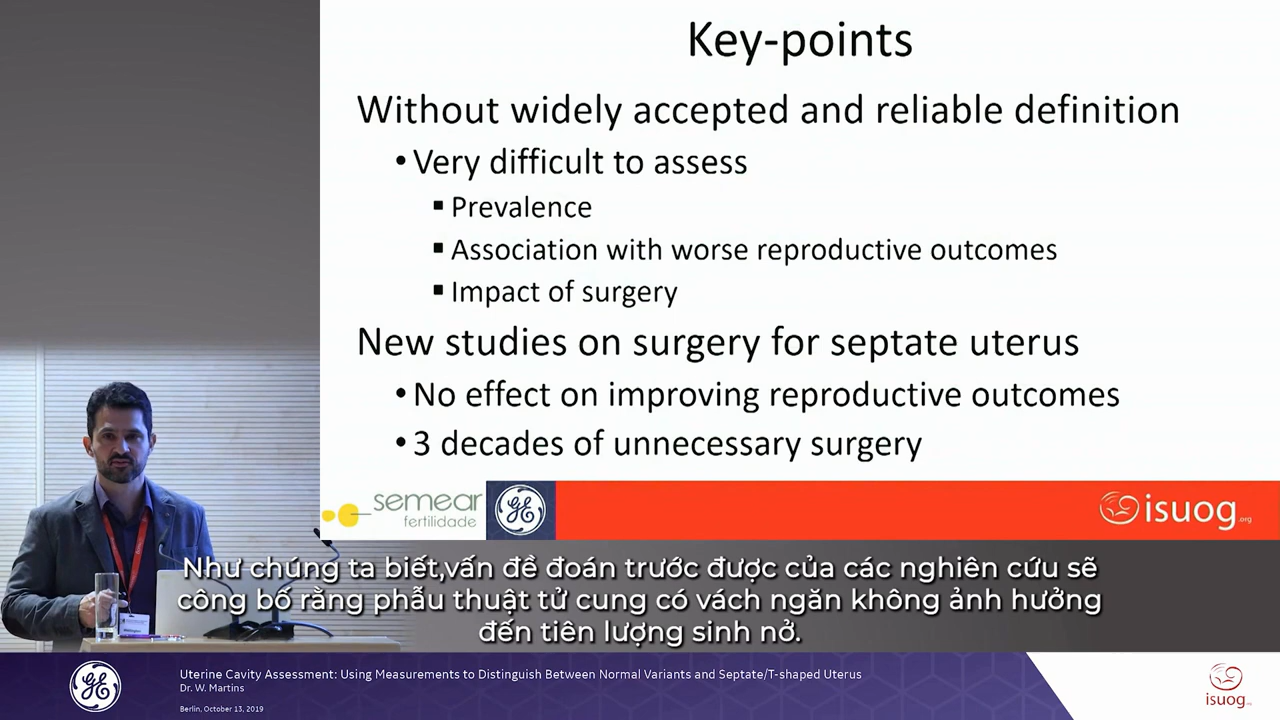 Key-points
Without widely accepted and reliable definition
•Very difficult to assess
▪Prevalence
▪Association with worse reproductive outcomes
▪Impact of surgery
New studies on surgery for septate uterus
•No effect on improving reproductive outcomes
•3 decades of unnecessary surgery
semear
fertilidade
GE
isuog.org
Như chúng ta biết,vấn đề đoán trước được của các nghiên cứu sẽ
công bố rằng phẫu thuật tử cung có vách ngăn không ảnh hưởng
đến tiên lượng sinh nở.
GE
Uterine Cavity Assessment: Using Measurements to Distinguish Between Normal Variants and Septate/T-shaped Uterus
Dr. W. Martins
Berlin, October 13, 2019
isuog.org